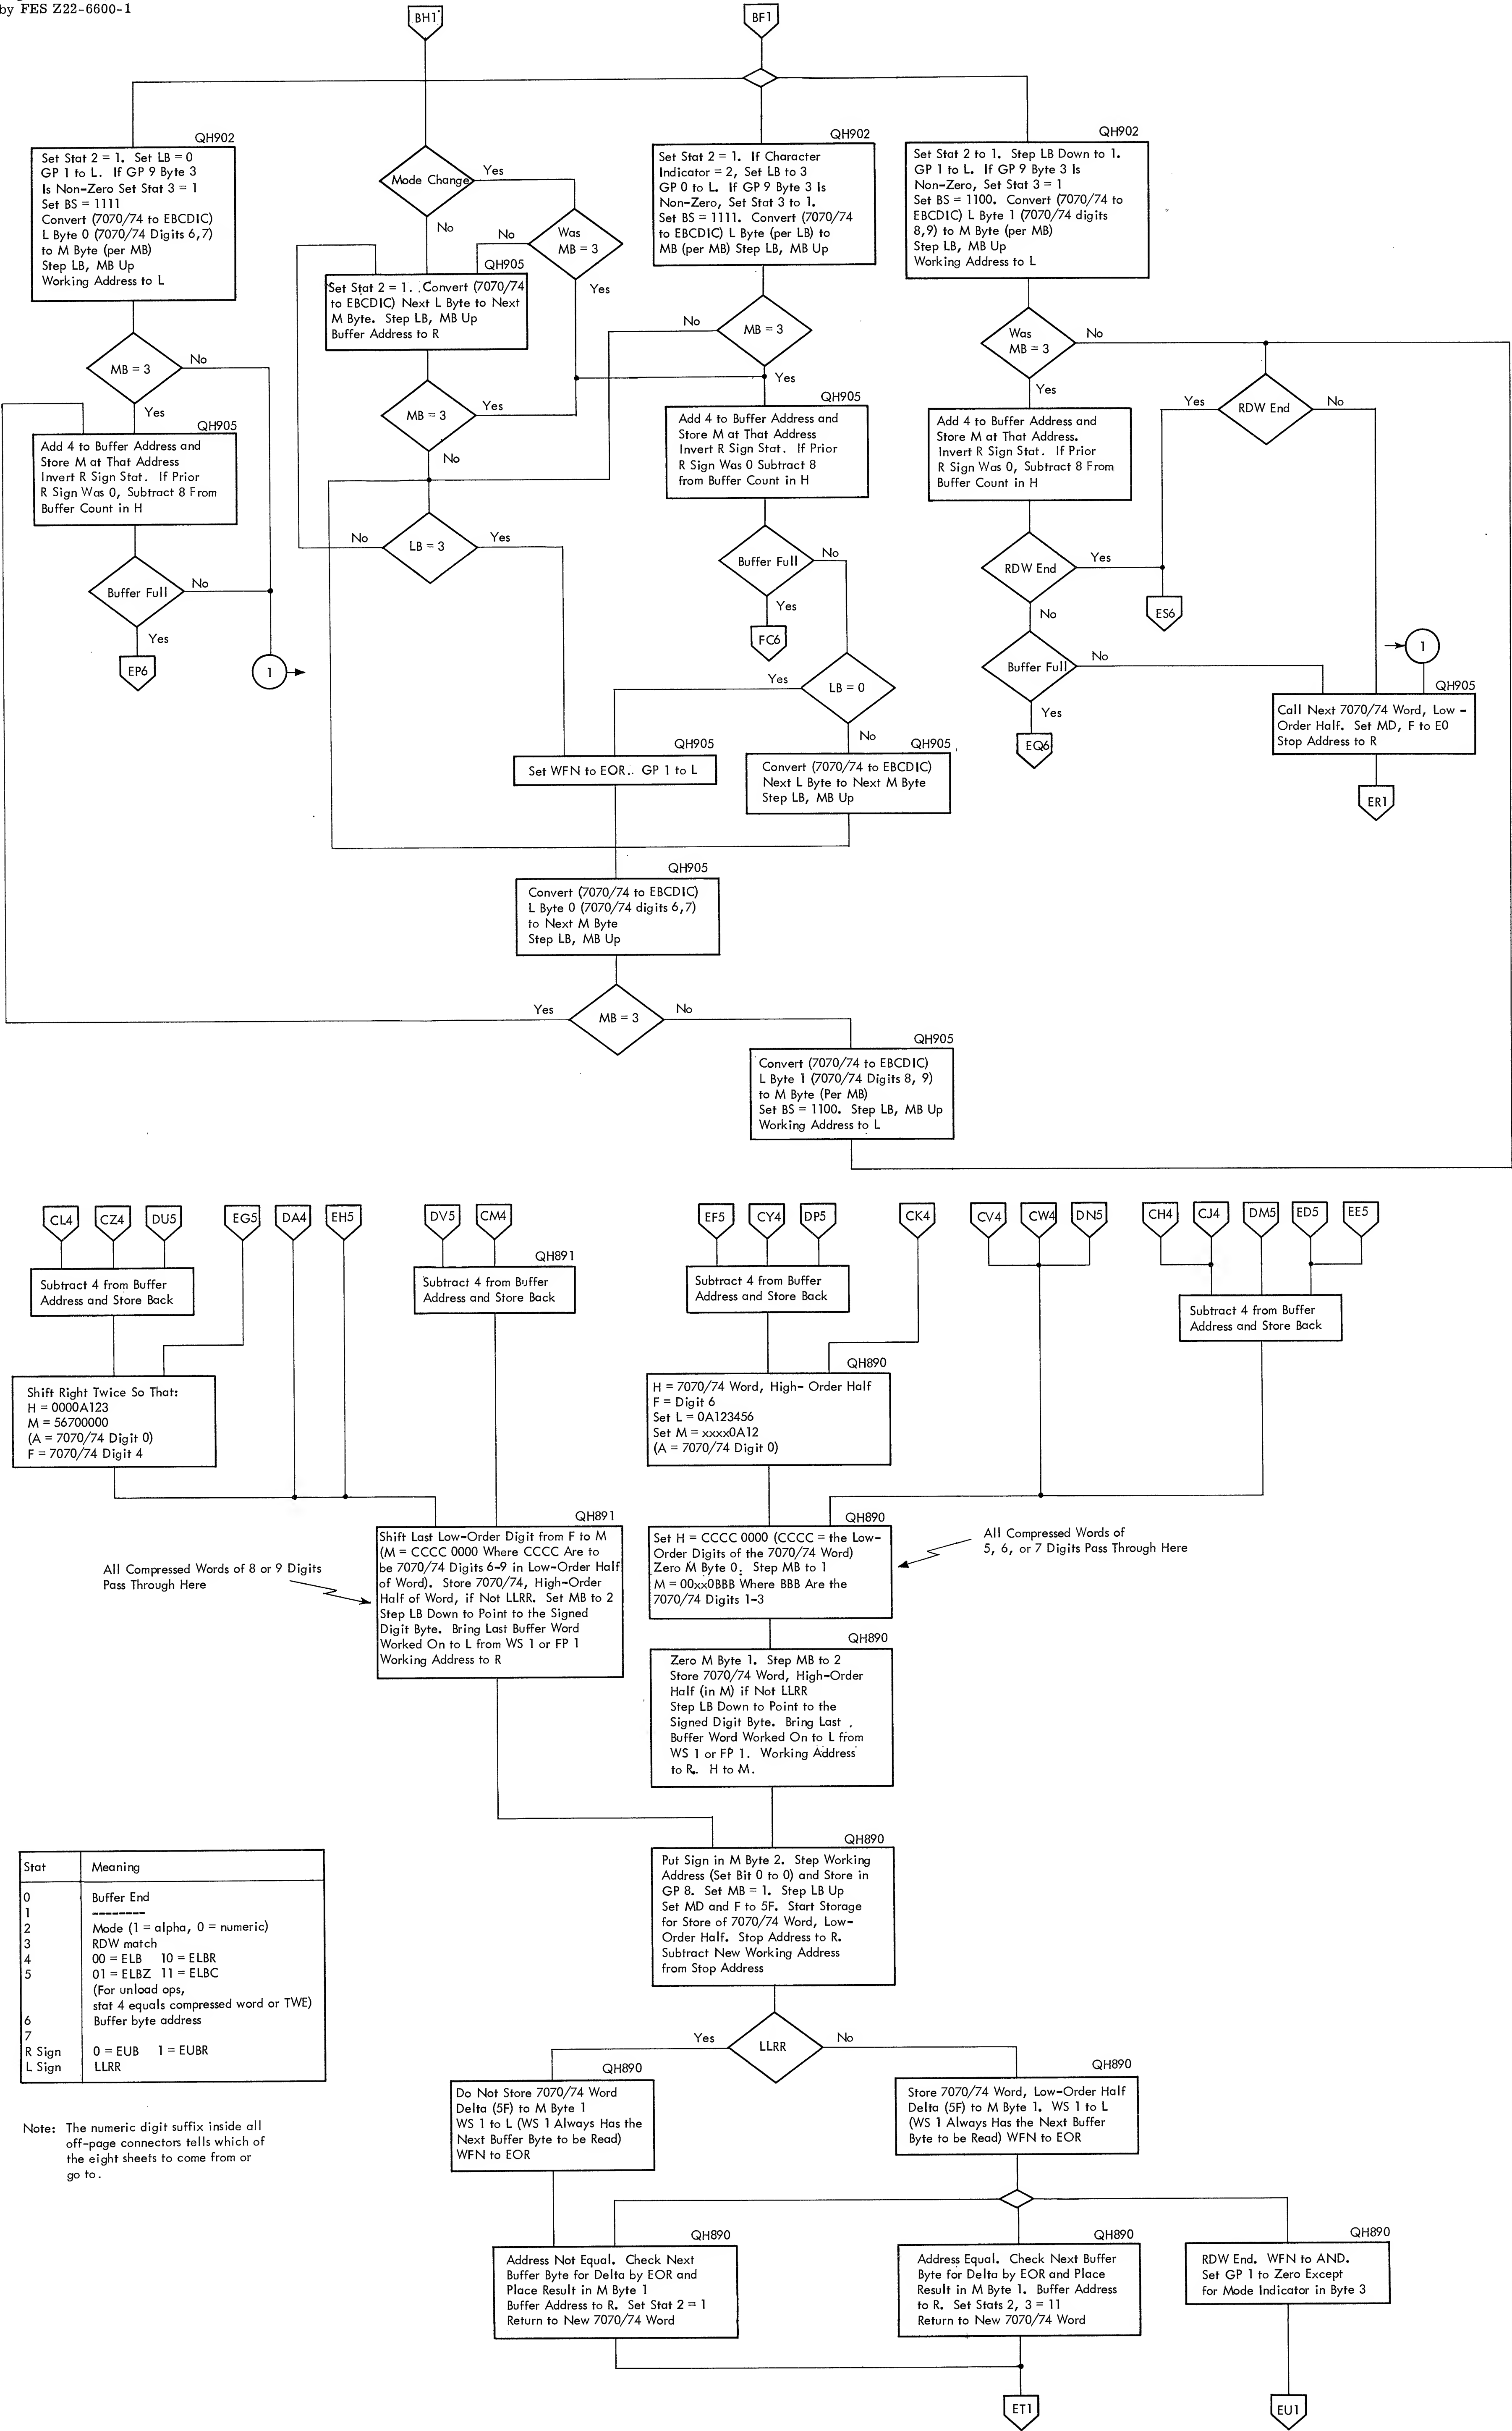 by FES Z22-6600-1
BH1
BF1
QH902
Set Stat 2 = 1. Set LB = 0
GP 1 to L. If GP 9 Byte 3
Is Non-Zero Set Stat 3 = 1
Set BS = 1111
Convert (7070/74 to EBCDIC)
L Byte 0 (7070/74 Digits 6,7)
to M Byte (per MB)
Step LB, MB Up
Working Address to L
Mode Change
Yes
No
Was
MB = 3
No
Yes
QH905
Set Stat 2 = 1. Convert (7070/74
to EBCDIC) Next L Byte to Next
M Byte. Step LB, MB Up
Buffer Address to R
QH902
Set Stat 2 = 1. If Character
Indicator = 2, Set LB to 3
GP 0 to L. If GP 9 Byte 3 Is
Non-Zero, Set Stat 3 to 1.
Set BS = 1111. Convert (7070/74
to EBCDIC) L Byte (per LB) to
MB (per MB) Step LB, MB Up
QH902
Set Stat 2 to 1. Step LB Down to 1.
GP 1 to L. If GP 9 Byte 3 Is
Non-Zero, Set Stat 3 = 1
Set BS = 1100. Convert (7070/74 to
EBCDIC) L Byte 1 (7070/74 digits
8,9) to M Byte (per MB)
Step LB, MB Up
Working Address to L
MB = 3
No
Yes
MB = 3
Yes
No
MB = 3
No
Yes
Was
MB = 3
No
Yes
RDW End
Yes
No
QH905
Add 4 to Buffer Address and
Store M at That Address
Invert R Sign Stat. If Prior
R Sign Was 0, Subtract 8 From
Buffer Count in H
QH905
Add 4 to Buffer Address and
Store M at That Address
Invert R Sign Stat. If Prior
R Sign Was 0 Subtract 8
from Buffer Count in H
QH905
Add 4 to Buffer Address and
Store M at That Address.
Invert R Sign Stat. If Prior
R Sign Was 0, Subtract 8 From
Buffer Count in H
LB = 3
No
Yes
Buffer Full
No
Yes
EP6
1
Buffer Full
No
Yes
FC6
LB = 0
Yes
No
RDW End
Yes
No
ES6
Buffer Full
No
Yes
EQ6
1
QH905
Call Next 7070/74 Word, Low -
Order Half. Set MD, F to E0
Stop Address to R
ER1
QH905
Set WFN to EOR. GP 1 to L
QH905
Convert (7070/74 to EBCDIC)
Next L Byte to Next M Byte
Step LB, MB Up
QH905
Convert (7070/74 to EBCDIC)
L Byte 0 (7070/74 digits 6,7)
to Next M Byte
Step LB, MB Up
MB = 3
Yes
No
QH905
Convert (7070/74 to EBCDIC)
L Byte 1 (7070/74 Digits 8, 9)
to M Byte (Per MB)
Set BS = 1100. Step LB, MB Up
Working Address to L
CL4
CZ4
DU5
EG5
DA4
EH5
DV5
CM4
EF5
CY4
DP5
CK4
CV4
CW4
DN5
CH4
CJ4
DM5
ED5
EE5
Subtract 4 from Buffer
Address and Store Back
QH891
Subtract 4 from Buffer
Address and Store Back
Subtract 4 from Buffer
Address and Store Back
Subtract 4 from Buffer
Address and Store Back
Shift Right Twice So That:
H = 0000A123
M = 56700000
(A = 7070/74 Digit 0)
F = 7070/74 Digit 4
QH890
H = 7070/74 Word, High- Order Half
F = Digit 6
Set L = 0A123456
Set M = xxxx0A12
(A = 7070/74 Digit 0)
QH891
Shift Last Low-Order Digit from F to M
(M = CCCC 0000 Where CCCC Are to
be 7070/74 Digits 6-9 in Low-Order Half
of Word). Store 7070/74, High-Order
Half of Word, if Not LLRR. Set MB to 2
Step LB Down to Point to the Signed
Digit Byte. Bring Last Buffer Word
Worked On to L from WS 1 or FP 1
Working Address to R
All Compressed Words of 8 or 9 Digits
Pass Through Here
QH890
Set H = CCCC 0000 (CCCC = the Low-
Order Digits of the 7070/74 Word)
Zero M Byte 0. Step MB to 1
M = 00xx0BBB Where BBB Are the
7070/74 Digits 1-3
All Compressed Words of
5, 6, or 7 Digits Pass Through Here
QH890
Zero M Byte 1. Step MB to 2
Store 7070/74 Word, High-Order
Half (in M) if Not LLRR
Step LB Down to Point to the
Signed Digit Byte. Bring Last
Buffer Word Worked On to L from
WS 1 or FP 1. Working Address
to R. H to M.
QH890
Put Sign in M Byte 2. Step Working
Address (Set Bit 0 to 0) and Store in
GP 8. Set MB = 1. Step LB Up
Set MD and F to 5F. Start Storage
for Store of 7070/74 Word, Low-
Order Half. Stop Address to R.
Subtract New Working Address
from Stop Address
Stat Meaning
0 Buffer End
1 --------
2 Mode (1 = alpha, 0 = numeric)
3 RDW match
4 00 = ELB 10 = ELBR
5 01 = ELBZ 11 = ELBC
(For unload ops,
stat 4 equals compressed word or TWE)
6 Buffer byte address
7
R Sign 0 = EUB 1 = EUBR
L Sign LLRR
Note: The numeric digit suffix inside all
off-page connectors tells which of
the eight sheets to come from or
go to.
LLRR
Yes
No
QH890
Do Not Store 7070/74 Word
Delta (5F) to M Byte 1
WS 1 to L (WS 1 Always Has the
Next Buffer Byte to be Read)
WFN to EOR
QH890
Store 7070/74 Word, Low-Order Half
Delta (5F) to M Byte 1. WS 1 to L
(WS 1 Always Has the Next Buffer
Byte to be Read) WFN to EOR
QH890
Address Not Equal. Check Next
Buffer Byte for Delta by EOR and
Place Result in M Byte 1
Buffer Address to R. Set Stat 2 = 1
Return to New 7070/74 Word
QH890
Address Equal. Check Next Buffer
Byte for Delta by EOR and Place
Result in M Byte 1. Buffer Address
to R. Set Stats 2, 3 = 11
Return to New 7070/74 Word
QH890
RDW End. WFN to AND.
Set GP 1 to Zero Except
for Mode Indicator in Byte 3
ET1
EU1